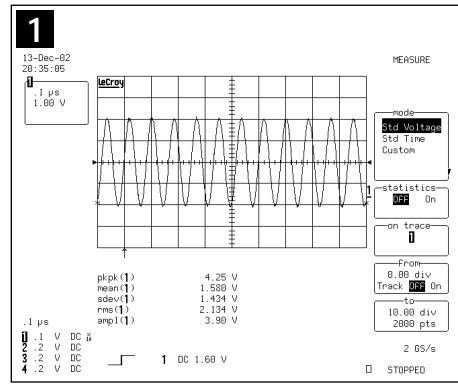 1
13-Dec-02
20:35:05
1
.1 µs
1.00 V
LeCroy
1
MEASURE
mode
Std Voltage
Std Time
Custom
statistics
OFF On
on trace
1
from
0.00 div
Track OFF On
to
10.00 div
2000 pts
pkpk(1) 4.25 V
mean(1) 1.580 V
sdev(1) 1.434 V
rms(1) 2.134 V
ampl(1) 3.90 V
.1 µs
1 .1 V DC X10
2 .2 V DC
3 .2 V DC
4 .2 V DC
1 DC 1.60 V
2 GS/s
STOPPED